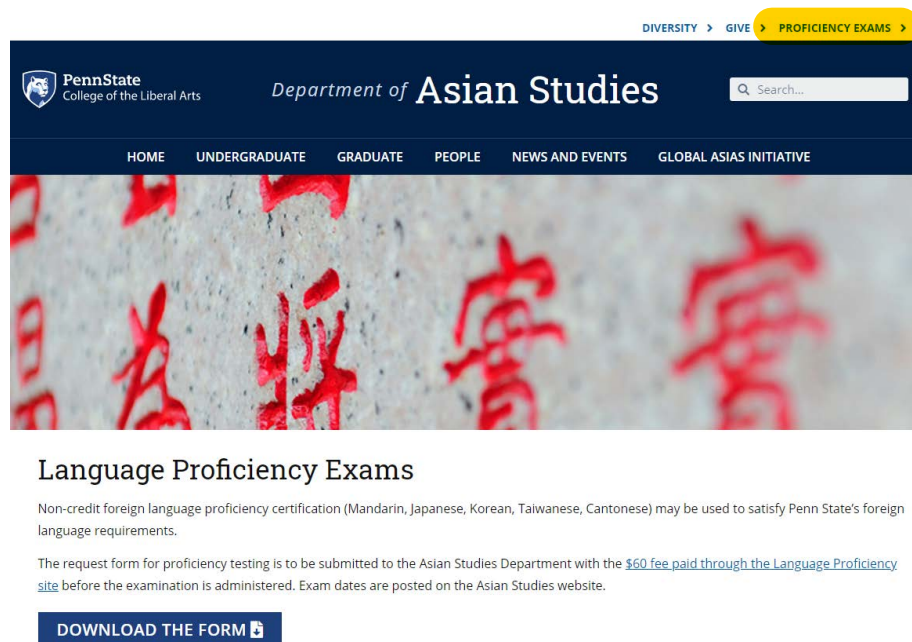 DIVERSITY > GIVE > PROFICIENCY EXAMS >
PennState
College of the Liberal Arts
Department of Asian Studies
Search...
HOME UNDERGRADUATE GRADUATE PEOPLE NEWS AND EVENTS GLOBAL ASIAS INITIATIVE
為將實實
Language Proficiency Exams
Non-credit foreign language proficiency certification (Mandarin, Japanese, Korean, Taiwanese, Cantonese) may be used to satisfy Penn State's foreign
language requirements.
The request form for proficiency testing is to be submitted to the Asian Studies Department with the $60 fee paid through the Language Proficiency
site before the examination is administered. Exam dates are posted on the Asian Studies website.
DOWNLOAD THE FORM